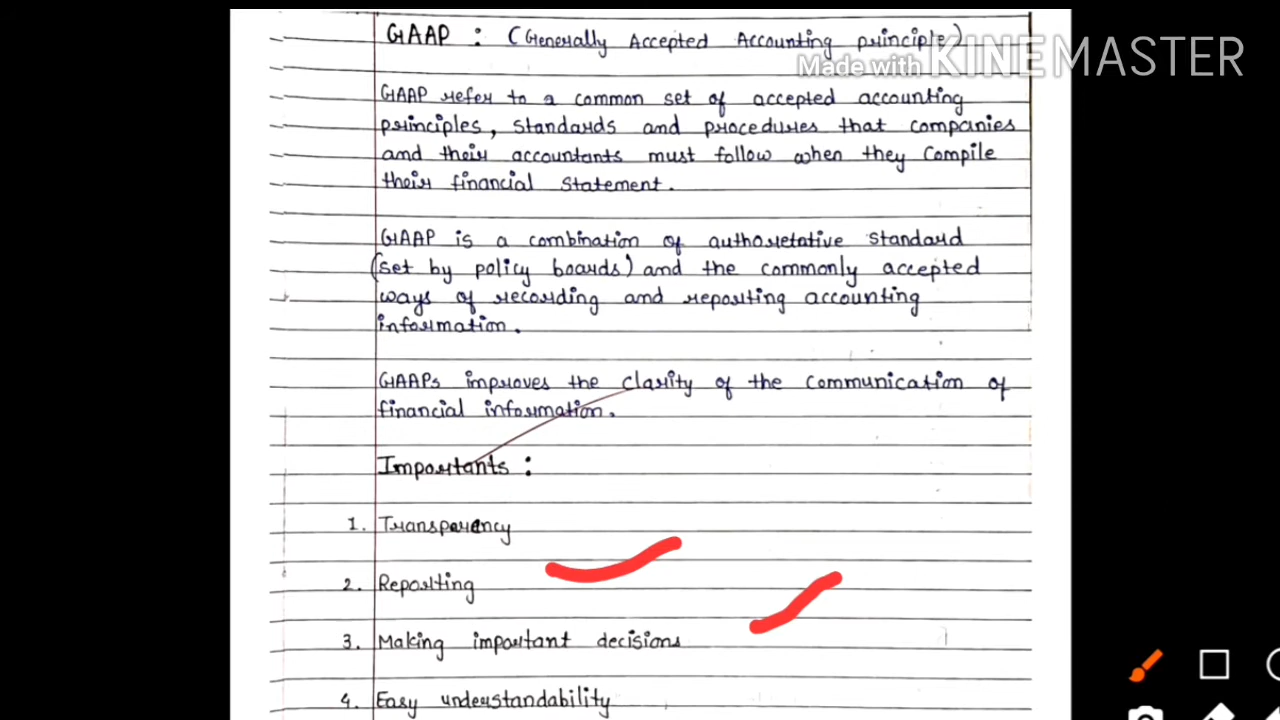 GAAP : (Generally Accepted Accounting principle)
Made with KINEMASTER
GAAP refer to a common set of accepted accounting
principles, standards and procedures that companies
and their accountants must follow when they compile
their financial statement.
GAAP is a combination of authoretative standard
(set by policy boards) and the commonly accepted
ways of recording and reporting accounting
information.
GAAPs improves the clarity of the communication of
financial information.
Importants :
1. Transperency
2. Reporting
3. Making important decisions
4. Easy understandability